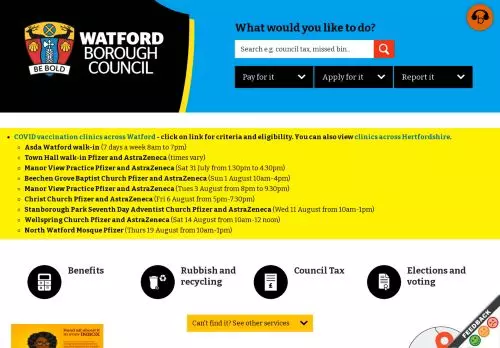 WATFORD
BOROUGH
COUNCIL
BE BOLD
What would you like to do?
Search e.g. council tax, missed bin...
Pay for it
Apply for it
Report it
COVID vaccination clinics across Watford - click on link for criteria and eligibility. You can also view clinics across Hertfordshire.
Asda Watford walk-in (7 days a week 8am to 7pm)
Town Hall walk-in Pfizer and AstraZeneca (times vary)
Manor View Practice Pfizer and AstraZeneca (Sat 31 July from 1.30pm to 4.30pm)
Beechen Grove Baptist Church Pfizer and AstraZeneca (Sun 1 August 10am-4pm)
Manor View Practice Pfizer and AstraZeneca (Tues 3 August from 8pm to 9.30pm)
Christ Church Pfizer and AstraZeneca (Fri 6 August from 5pm-7.30pm)
Stanborough Park Seventh Day Adventist Church Pfizer and AstraZeneca (Wed 11 August from 10am-1pm)
Wellspring Church Pfizer and AstraZeneca (Sat 14 August from 10am-12 noon)
North Watford Mosque Pfizer (Thurs 19 August from 10am-1pm)
Benefits
Rubbish and
recycling
Council Tax
Elections and
voting
Can't find it? See other services
FEEDBACK
Read all about it